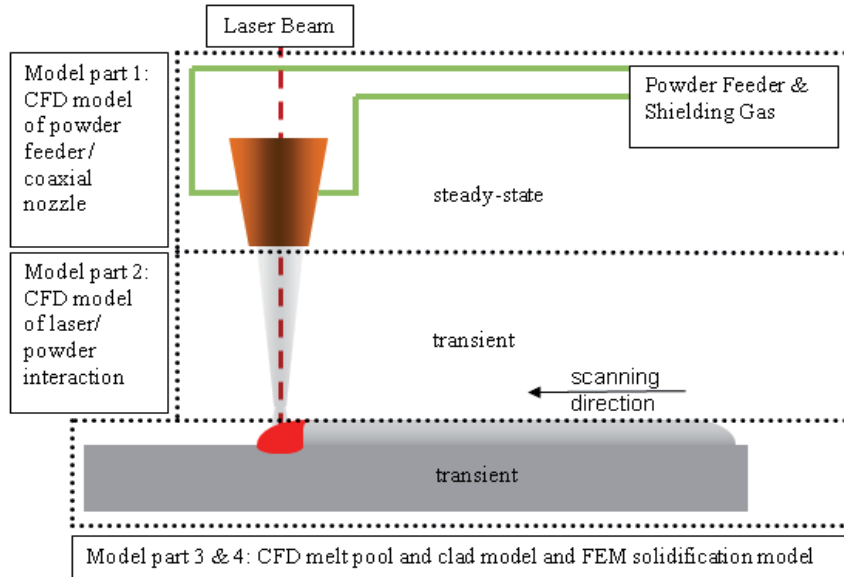 Laser Beam
Model part 1:
CFD model
of powder
feeder/
coaxial
nozzle
Powder Feeder &
Shielding Gas
steady-state
Model part 2:
CFD model
of laser/
powder
interaction
transient
scanning
direction
transient
Model part 3 & 4: CFD melt pool and clad model and FEM solidification model